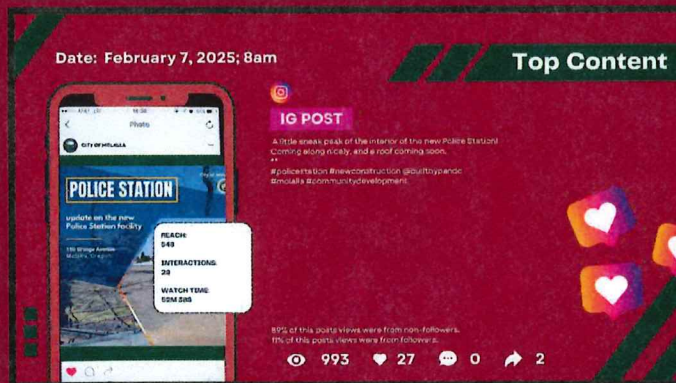 Date: February 7, 2025; 8am
Top Content
Photo
CITY OF MOLALLA
POLICE STATION
update on the new
Police Station facility
Molalla, Oregon
REACH:
548
INTERACTIONS:
29
WATCH TIME:
IG POST
A little sneak peak of the interior of the new Police Station!
Coming along nicely, and a roof coming soon.
#policestation #newconstruction @builtbypence
#molalla #communitydevelopment
89% of this posts views were from non-followers.
11% of this posts views were from followers.
993 27 0 2